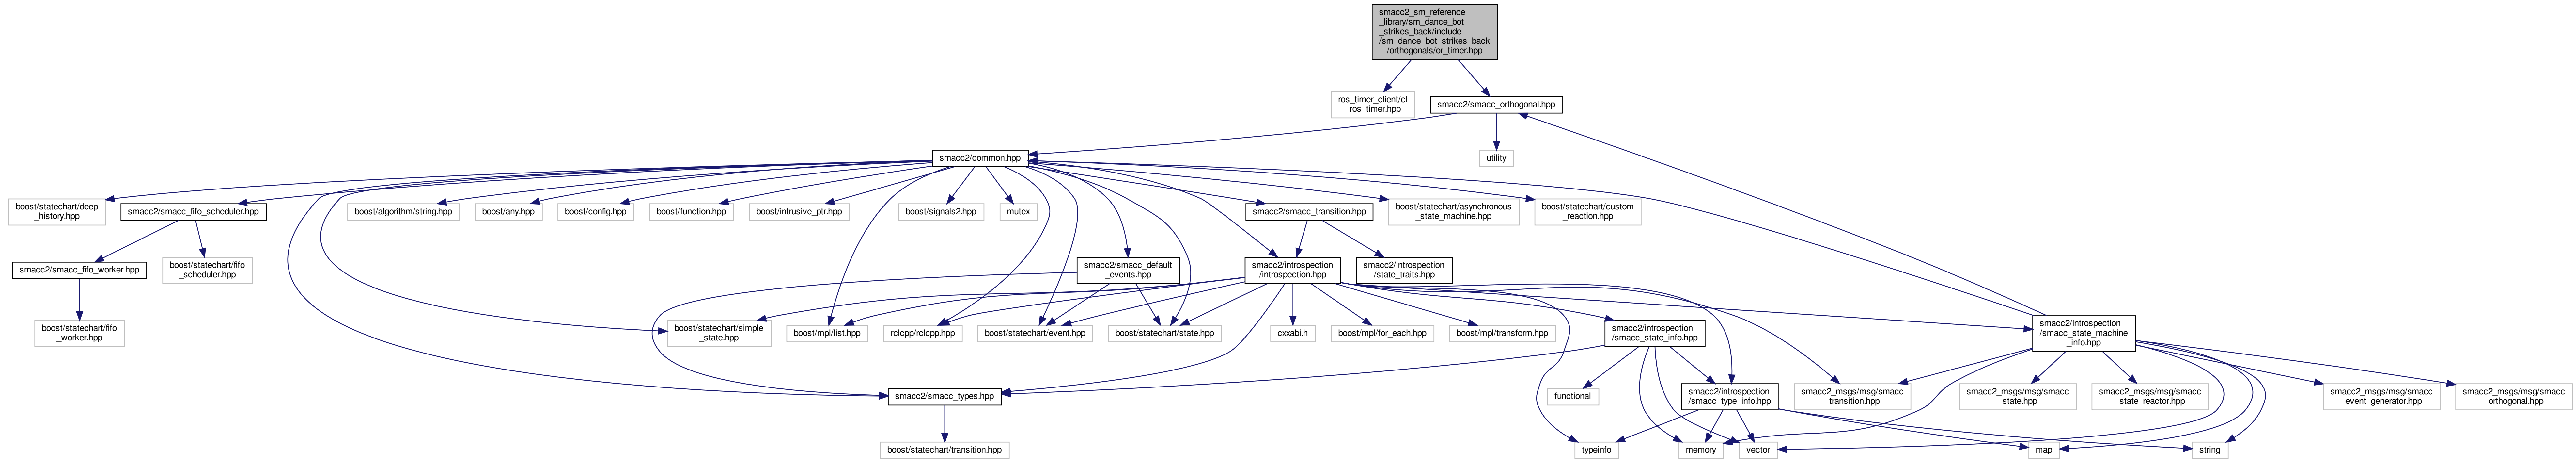 smacc2_sm_reference
_library/sm_dance_bot
_strikes_back/include
/sm_dance_bot_strikes_back
/orthogonals/or_timer.hpp
ros_timer_client/cl
_ros_timer.hpp
smacc2/smacc_orthogonal.hpp
smacc2/common.hpp
utility
boost/statechart/deep
_history.hpp
smacc2/smacc_fifo_scheduler.hpp
boost/algorithm/string.hpp
boost/any.hpp
boost/config.hpp
boost/function.hpp
boost/intrusive_ptr.hpp
boost/signals2.hpp
mutex
smacc2/smacc_transition.hpp
boost/statechart/asynchronous
_state_machine.hpp
boost/statechart/custom
_reaction.hpp
smacc2/smacc_fifo_worker.hpp
boost/statechart/fifo
_scheduler.hpp
smacc2/smacc_default
_events.hpp
smacc2/introspection
/introspection.hpp
smacc2/introspection
/state_traits.hpp
boost/statechart/fifo
_worker.hpp
boost/statechart/simple
_state.hpp
boost/mpl/list.hpp
rclcpp/rclcpp.hpp
boost/statechart/event.hpp
boost/statechart/state.hpp
cxxabi.h
boost/mpl/for_each.hpp
boost/mpl/transform.hpp
smacc2/introspection
/smacc_state_info.hpp
smacc2/introspection
/smacc_state_machine
_info.hpp
smacc2/smacc_types.hpp
functional
smacc2/introspection
/smacc_type_info.hpp
smacc2_msgs/msg/smacc
_transition.hpp
smacc2_msgs/msg/smacc
_state.hpp
smacc2_msgs/msg/smacc
_state_reactor.hpp
smacc2_msgs/msg/smacc
_event_generator.hpp
smacc2_msgs/msg/smacc
_orthogonal.hpp
boost/statechart/transition.hpp
typeinfo
memory
vector
map
string